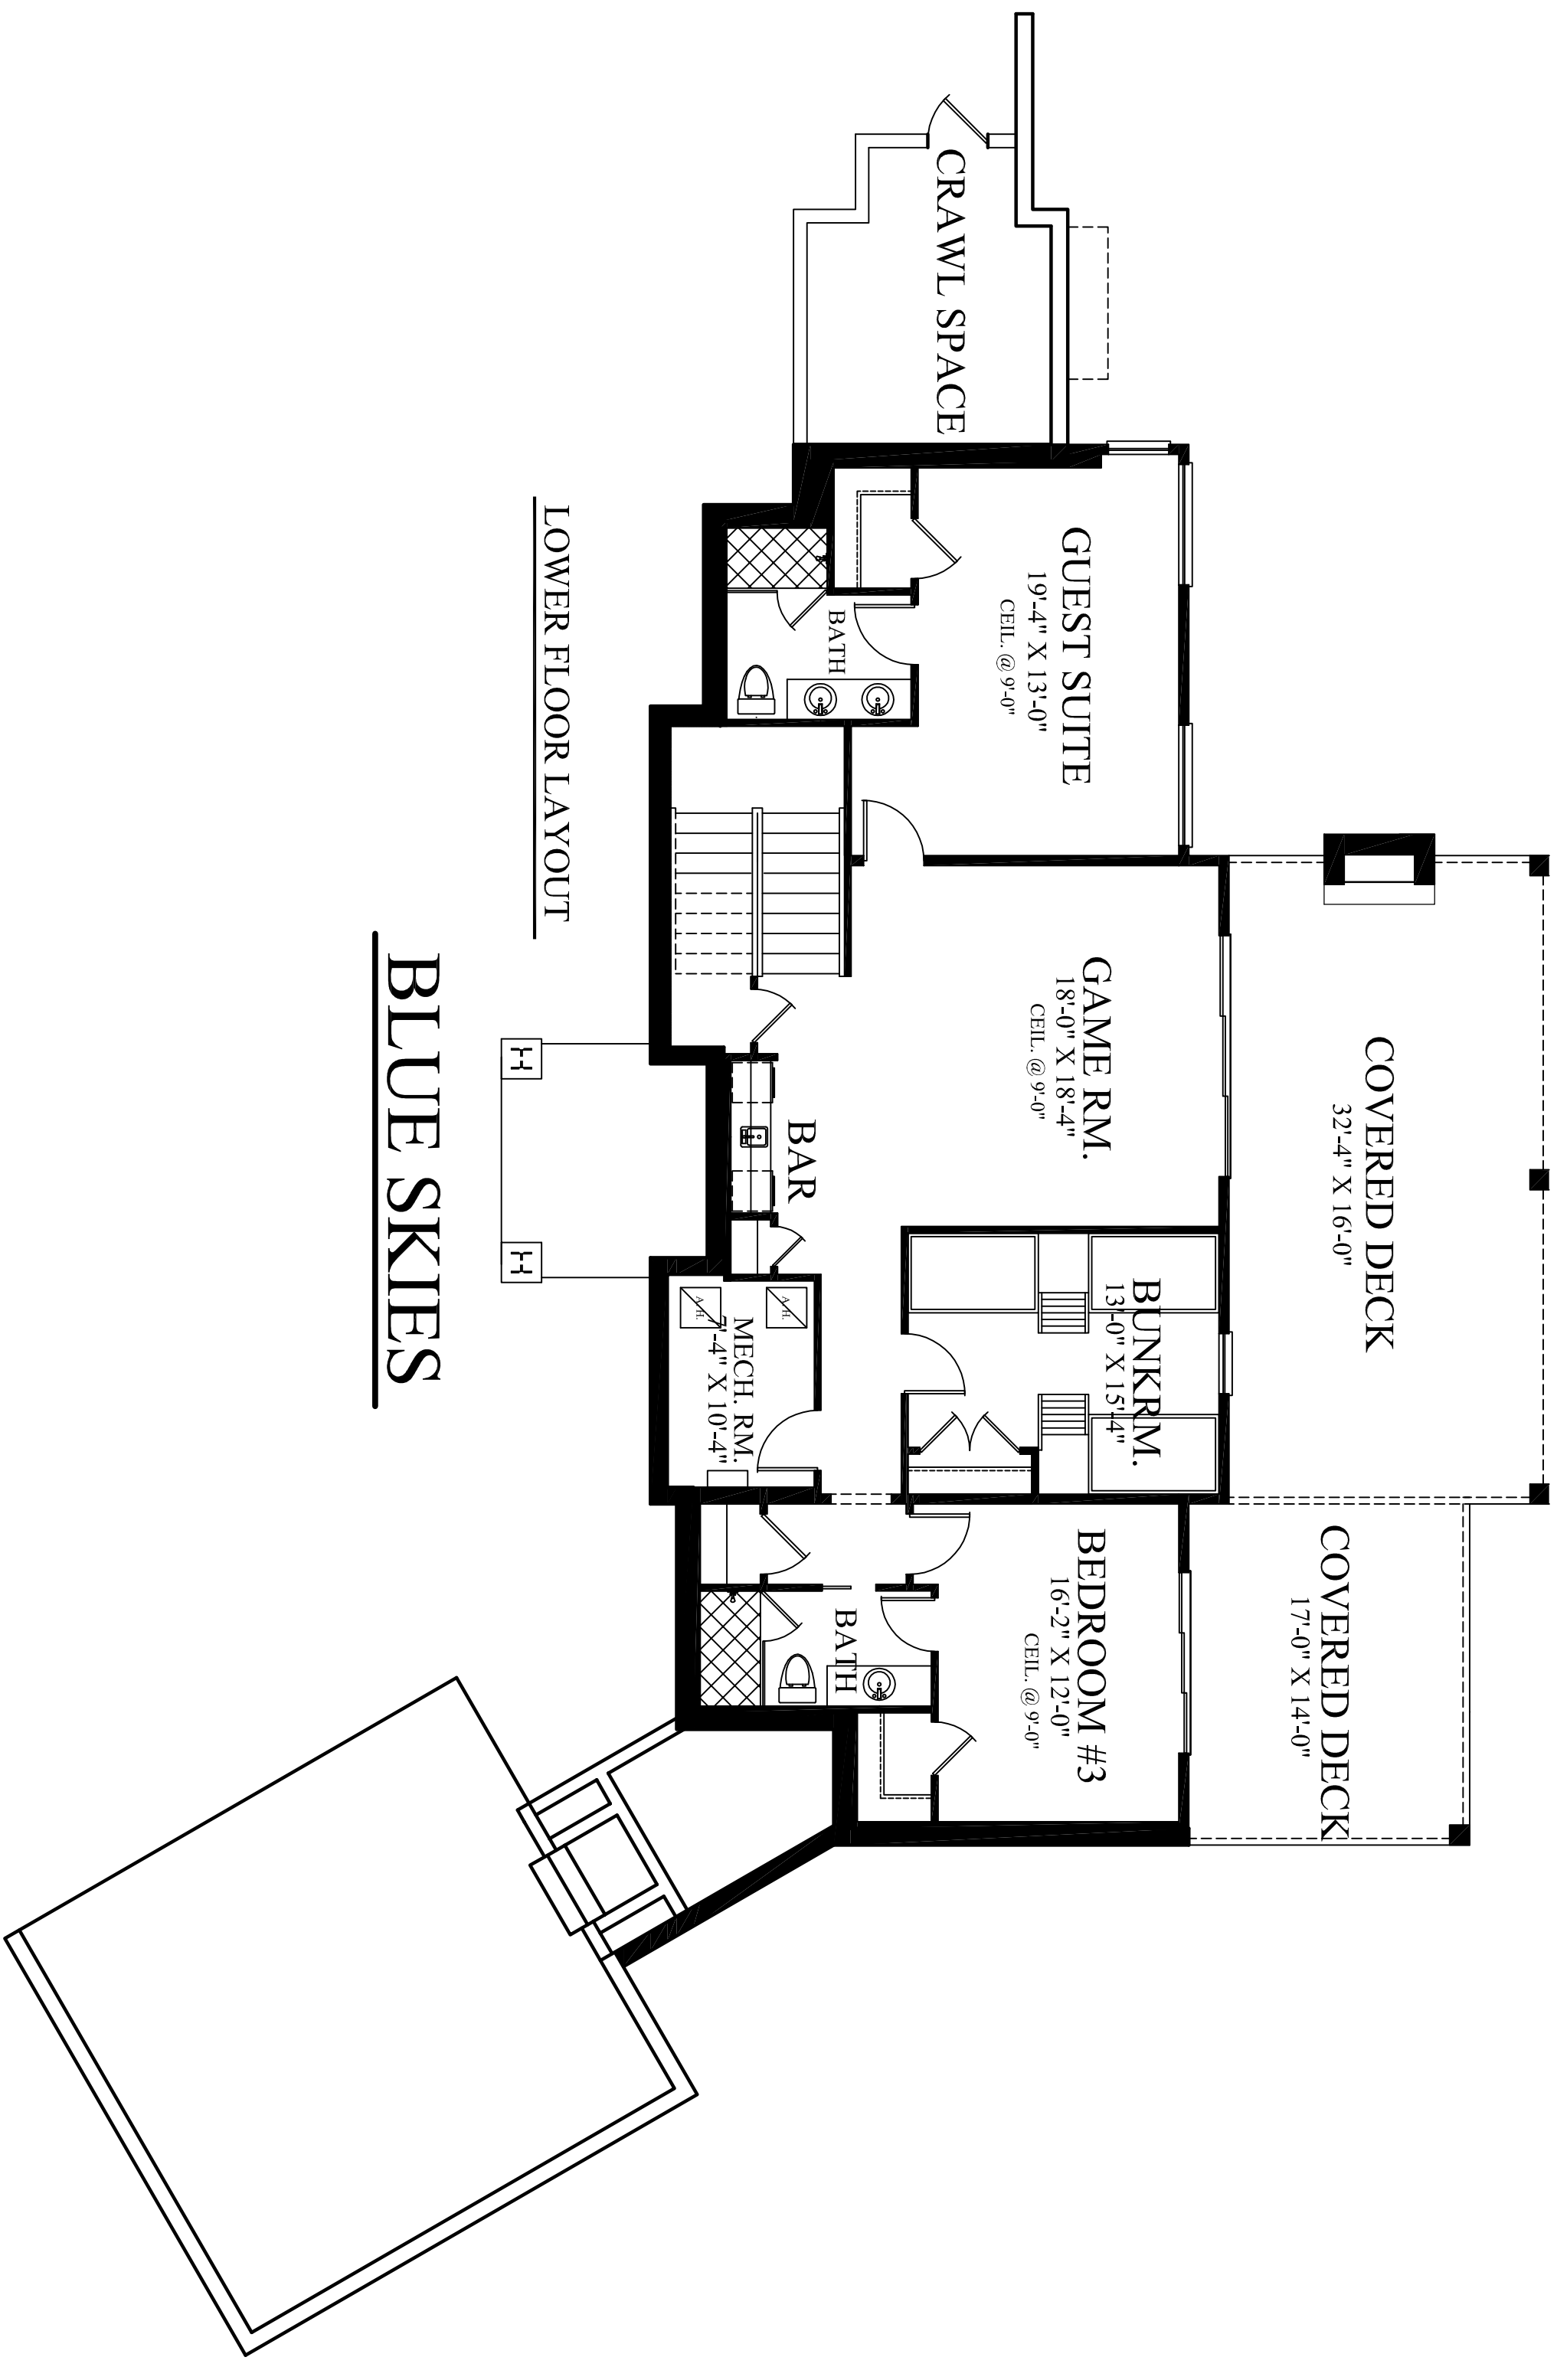 COVERED DECK
32'-4" X 16'-0"
COVERED DECK
17'-0" X 14'-0"
CRAWL SPACE
GUEST SUITE
19'-4" X 13'-0"
CEIL. @ 9'-0"
GAME RM.
18'-0" X 18'-4"
CEIL. @ 9'-0"
BUNKRM.
13'-0" X 15'-4"
BEDROOM #3
16'-2" X 12'-0"
CEIL. @ 9'-0"
BATH
BAR
BATH
A.H.
A.H.
MECH. RM.
7'-4" X 10'-4"
LOWER FLOOR LAYOUT
BLUE SKIES